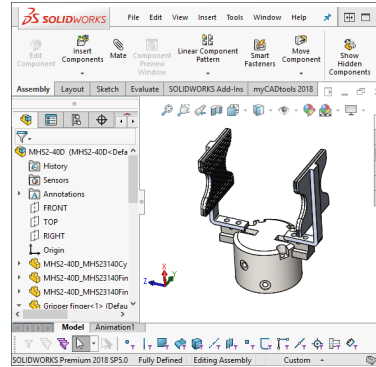 SOLIDWORKS File Edit View Insert Tools Window Help
Edit Component
Insert Components
Mate
Component Preview Window
Linear Component Pattern
Smart Fasteners
Move Component
Show Hidden Components
Assembly Layout Sketch Evaluate SOLIDWORKS Add-Ins myCADtools 2018
MHS2-40D (MHS2-40D<Defa
History
Sensors
Annotations
FRONT
TOP
RIGHT
Origin
MHS2-40D_MHS23140Cy
MHS2-40D_MHS23140Fin
MHS2-40D_MHS23140Fin
Gripper finger<1> (Defau
Z X Y
Model Animation1
SOLIDWORKS Premium 2018 SP5.0 Fully Defined Editing Assembly Custom